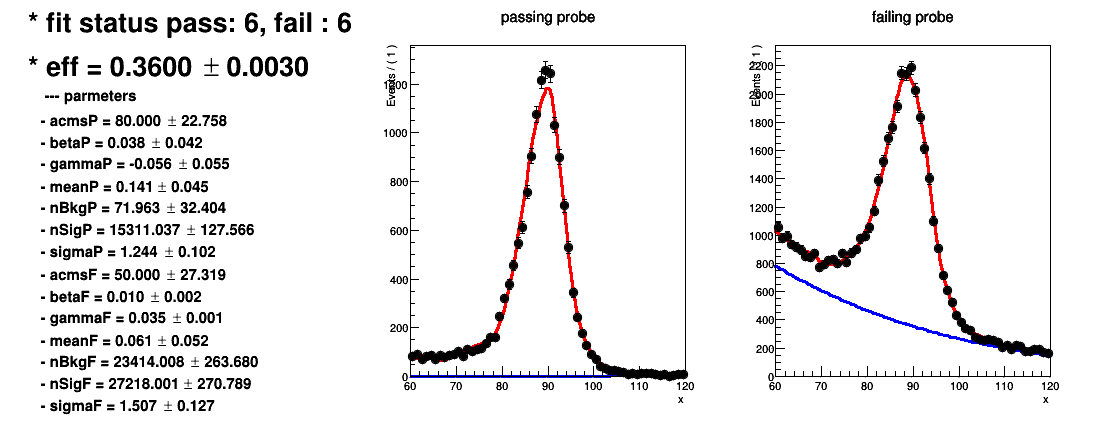 * fit status pass: 6, fail : 6
* eff = 0.3600 ± 0.0030
--- parmeters
- acmsP = 80.000 ± 22.758
- betaP = 0.038 ± 0.042
- gammaP = -0.056 ± 0.055
- meanP = 0.141 ± 0.045
- nBkgP = 71.963 ± 32.404
- nSigP = 15311.037 ± 127.566
- sigmaP = 1.244 ± 0.102
- acmsF = 50.000 ± 27.319
- betaF = 0.010 ± 0.002
- gammaF = 0.035 ± 0.001
- meanF = 0.061 ± 0.052
- nBkgF = 23414.008 ± 263.680
- nSigF = 27218.001 ± 270.789
- sigmaF = 1.507 ± 0.127
passing probe
Events / ( 1 )
1200
1000
800
600
400
200
0
60 70 80 90 100 110 120
x
failing probe
Events / ( 1 )
2200
2000
1800
1600
1400
1200
1000
800
600
400
200
0
60 70 80 90 100 110 120
x